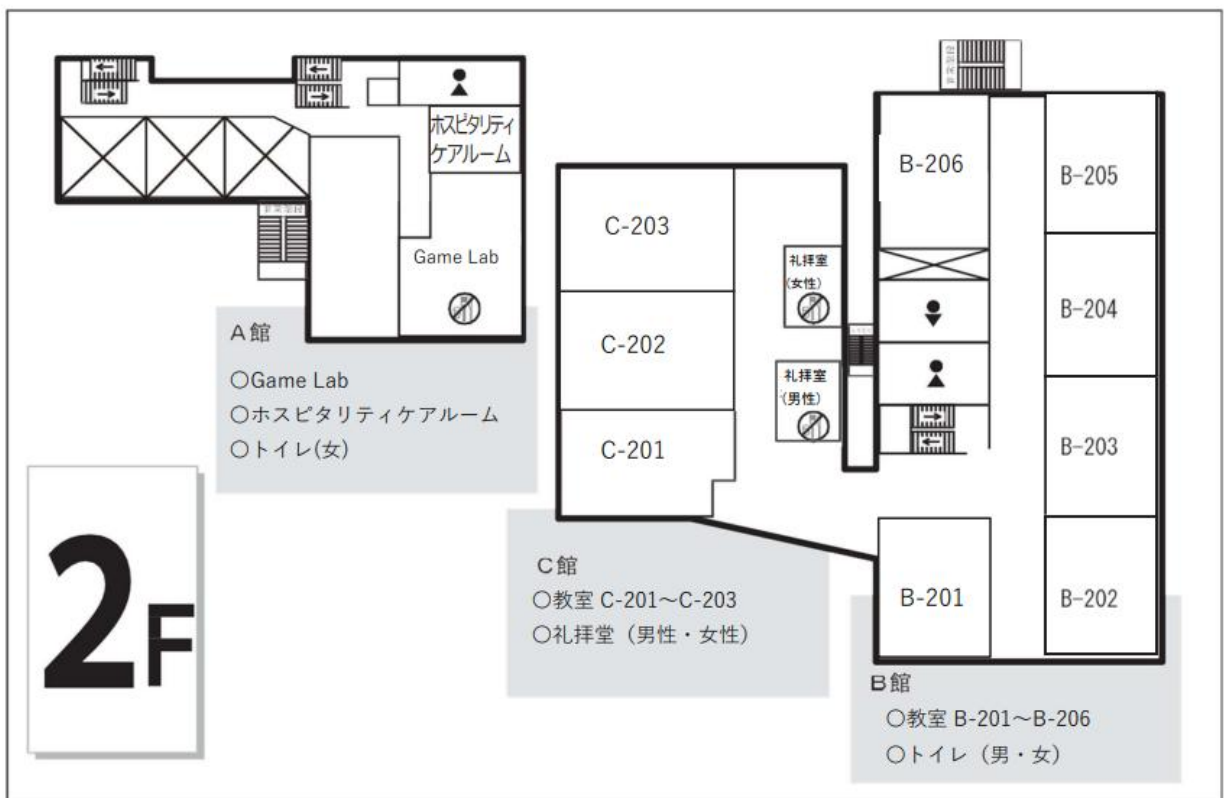 ホスピタリティ
ケアルーム
Game Lab
A館
○Game Lab
○ホスピタリティケアルーム
○トイレ(女)
C-203
C-202
C-201
礼拝室
(女性)
礼拝室
(男性)
C館
○教室 C-201~C-203
○礼拝堂(男性・女性)
B-206
B-205
B-204
B-203
B-201
B-202
B館
○教室 B-201~B-206
○トイレ(男・女)
2F